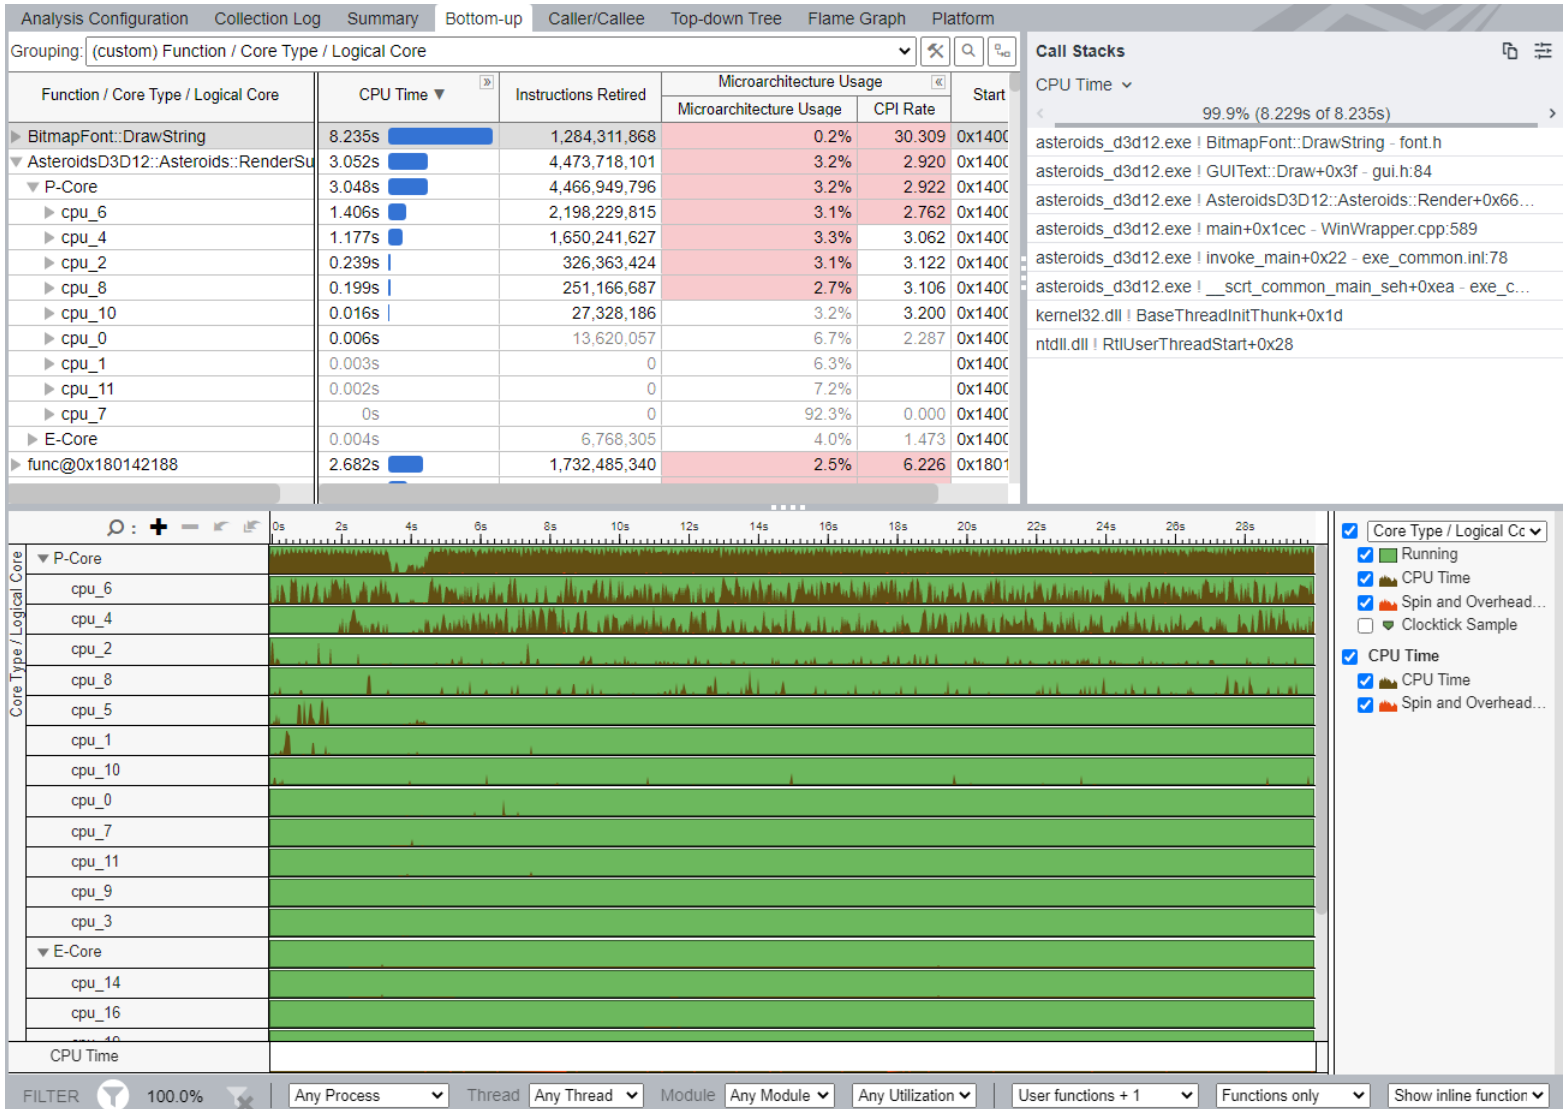 Analysis Configuration Collection Log Summary Bottom-up Caller/Callee Top-down Tree Flame Graph Platform
Grouping: (custom) Function / Core Type / Logical Core
Function / Core Type / Logical Core CPU Time ▼ Instructions Retired Microarchitecture Usage Start
Microarchitecture Usage CPI Rate
BitmapFont::DrawString 8.235s 1,284,311,868 0.2% 30.309 0x1400
AsteroidsD3D12::Asteroids::RenderSu 3.052s 4,473,718,101 3.2% 2.920 0x1400
P-Core 3.048s 4,466,949,796 3.2% 2.922 0x1400
cpu_6 1.406s 2,198,229,815 3.1% 2.762 0x1400
cpu_4 1.177s 1,650,241,627 3.3% 3.062 0x1400
cpu_2 0.239s 326,363,424 3.1% 3.122 0x1400
cpu_8 0.199s 251,166,687 2.7% 3.106 0x1400
cpu_10 0.016s 27,328,186 3.2% 3.200 0x1400
cpu_0 0.006s 13,620,057 6.7% 2.287 0x1400
cpu_1 0.003s 0 6.3% 0x1400
cpu_11 0.002s 0 7.2% 0x1400
cpu_7 0s 0 92.3% 0.000 0x1400
E-Core 0.004s 6,768,305 4.0% 1.473 0x1400
func@0x180142188 2.682s 1,732,485,340 2.5% 6.226 0x1801
Call Stacks
CPU Time
99.9% (8.229s of 8.235s)
asteroids_d3d12.exe ! BitmapFont::DrawString - font.h
asteroids_d3d12.exe ! GUIText::Draw+0x3f - gui.h:84
asteroids_d3d12.exe ! AsteroidsD3D12::Asteroids::Render+0x66...
asteroids_d3d12.exe ! main+0x1cec - WinWrapper.cpp:589
asteroids_d3d12.exe ! invoke_main+0x22 - exe_common.inl:78
asteroids_d3d12.exe ! __scrt_common_main_seh+0xea - exe_c...
kernel32.dll ! BaseThreadInitThunk+0x1d
ntdll.dll ! RtlUserThreadStart+0x28
0s 2s 4s 6s 8s 10s 12s 14s 16s 18s 20s 22s 24s 26s 28s
Core Type / Logical Core
P-Core
cpu_6
cpu_4
cpu_2
cpu_8
cpu_5
cpu_1
cpu_10
cpu_0
cpu_7
cpu_11
cpu_9
cpu_3
E-Core
cpu_14
cpu_16
CPU Time
Core Type / Logical Cc
Running
CPU Time
Spin and Overhead...
Clocktick Sample
CPU Time
CPU Time
Spin and Overhead...
FILTER 100.0% Any Process Thread Any Thread Module Any Module Any Utilization User functions + 1 Functions only Show inline function